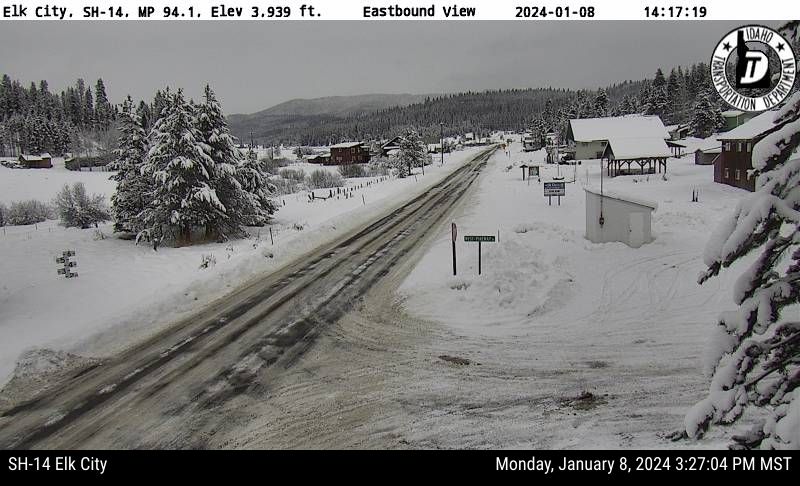 Elk City, SH-14, MP 94.1, Elev 3,939 ft. Eastbound View 2024-01-08 14:17:19
IDAHO
TRANSPORTATION DEPARTMENT
SH-14 Elk City Monday, January 8, 2024 3:27:04 PM MST